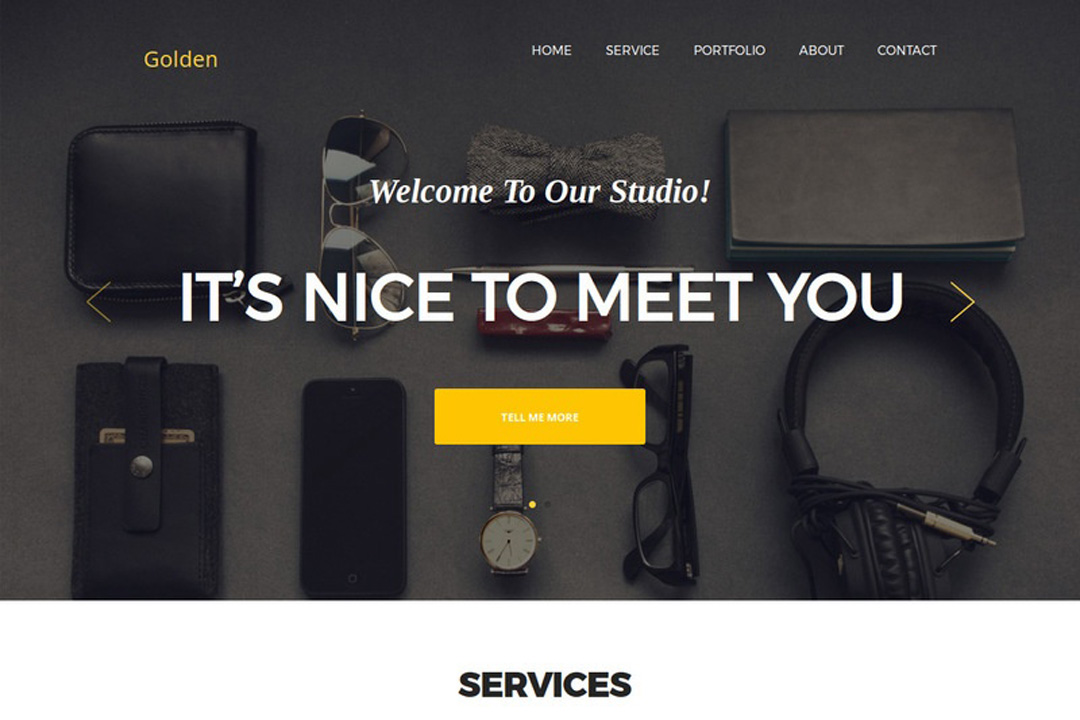 Golden
HOME SERVICE PORTFOLIO ABOUT CONTACT
Welcome To Our Studio!
IT’S NICE TO MEET YOU
TELL ME MORE
SERVICES